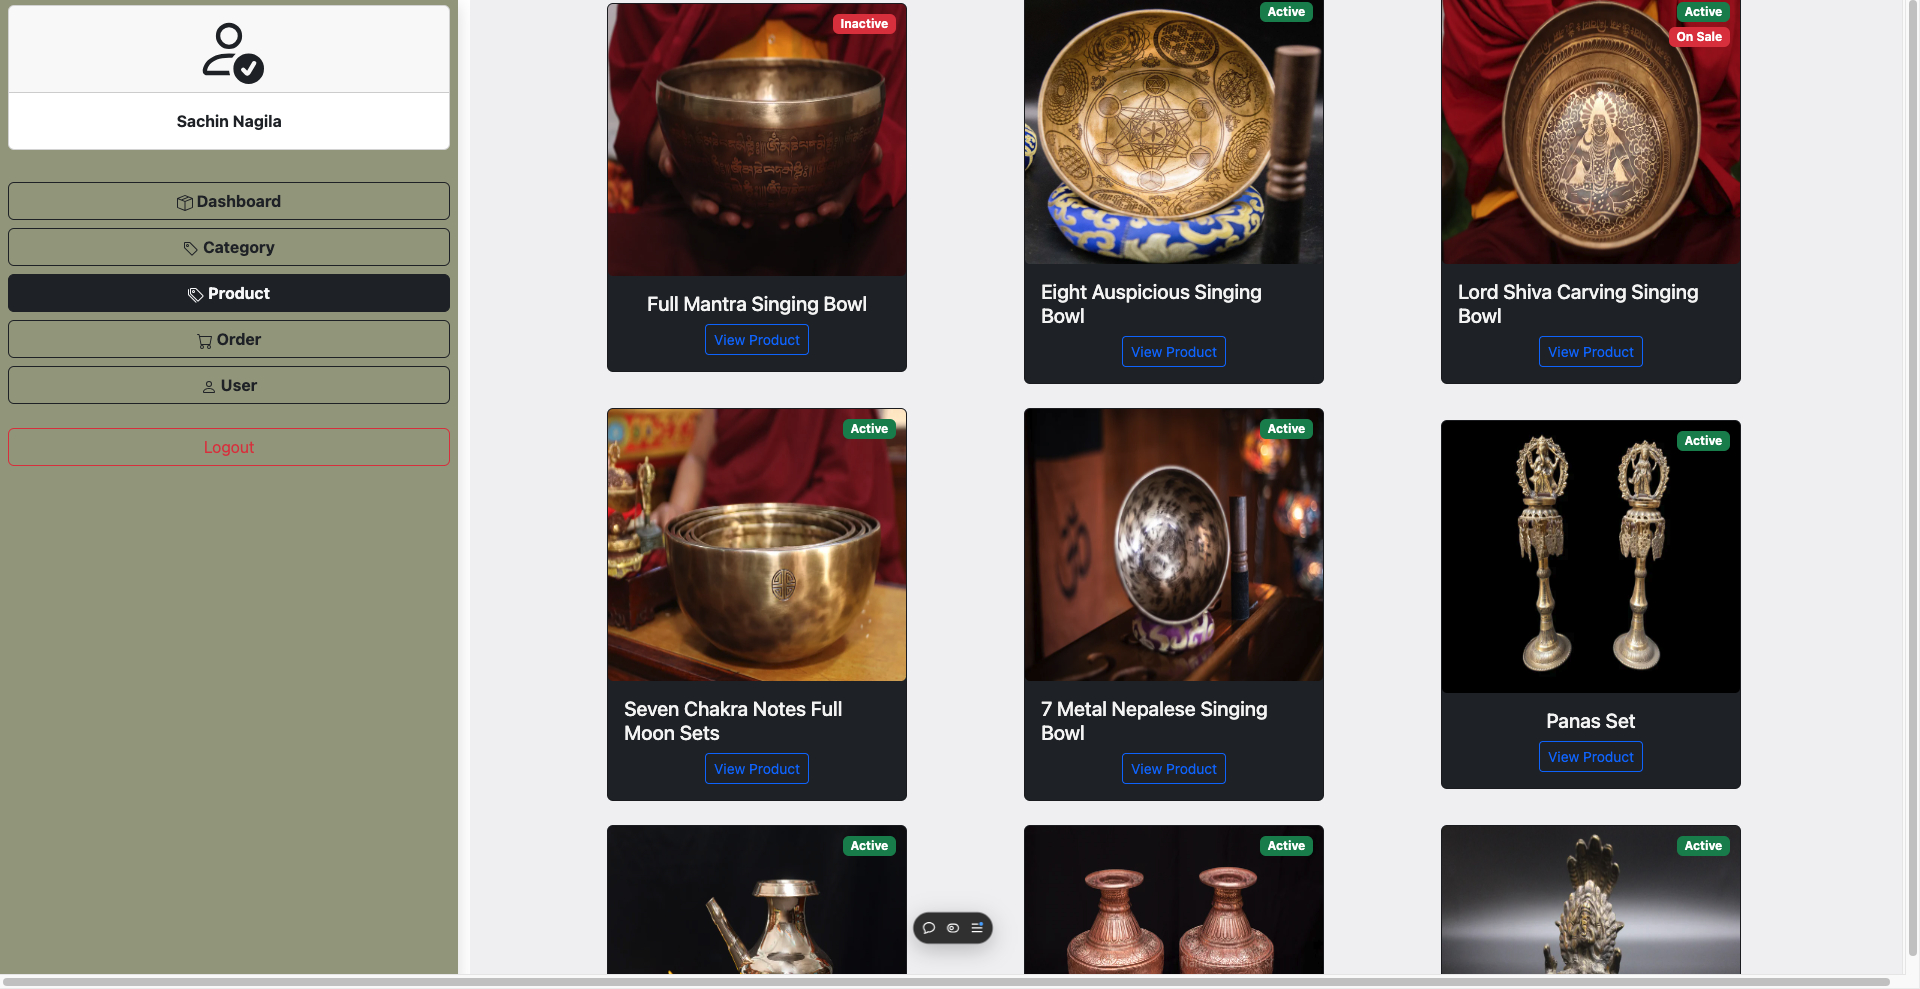 Sachin Nagila
Dashboard
Category
Product
Order
User
Logout
Inactive
Full Mantra Singing Bowl
View Product
Active
Eight Auspicious Singing
Bowl
View Product
Active
On Sale
Lord Shiva Carving Singing
Bowl
View Product
Active
Seven Chakra Notes Full
Moon Sets
View Product
Active
7 Metal Nepalese Singing
Bowl
View Product
Active
Panas Set
View Product
Active
Active
Active